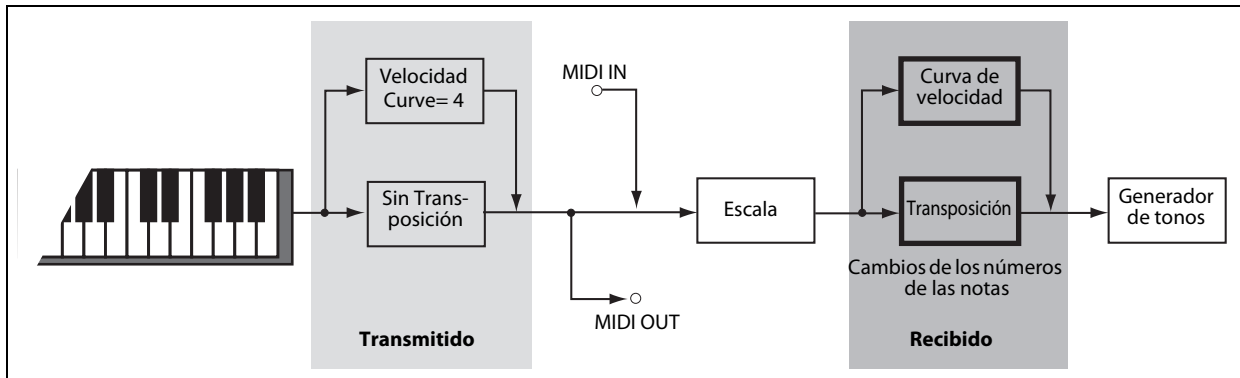 Velocidad
Curve= 4
Sin Trans-
posición
Transmitido
MIDI IN
MIDI OUT
Escala
Curva de
velocidad
Transposición
Cambios de los números
de las notas
Recibido
Generador
de tonos